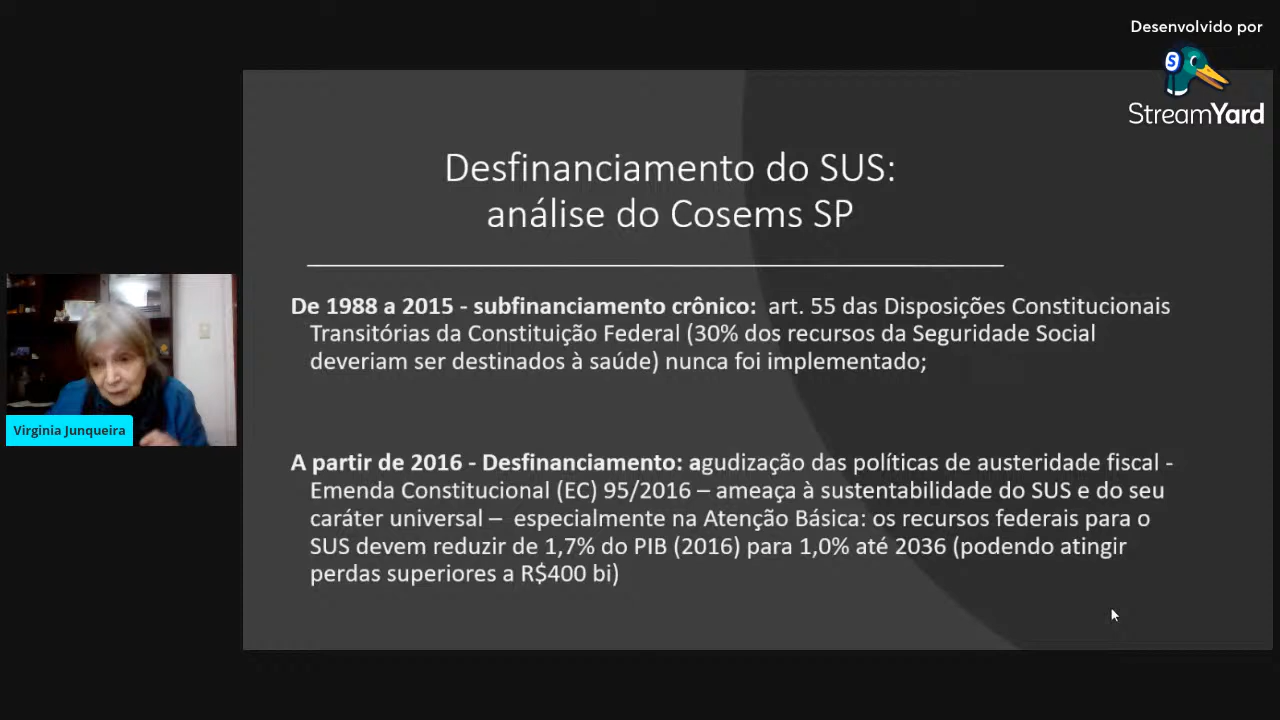 Desenvolvido por
StreamYard
Desfinanciamento do SUS:
análise do Cosems SP
De 1988 a 2015 - subfinanciamento crônico: art. 55 das Disposições Constitucionais
Transitórias da Constituição Federal (30% dos recursos da Seguridade Social
deveriam ser destinados à saúde) nunca foi implementado;
A partir de 2016 - Desfinanciamento: agudização das políticas de austeridade fiscal -
Emenda Constitucional (EC) 95/2016 – ameaça à sustentabilidade do SUS e do seu
caráter universal – especialmente na Atenção Básica: os recursos federais para o
SUS devem reduzir de 1,7% do PIB (2016) para 1,0% até 2036 (podendo atingir
perdas superiores a R$400 bi)
Virginia Junqueira